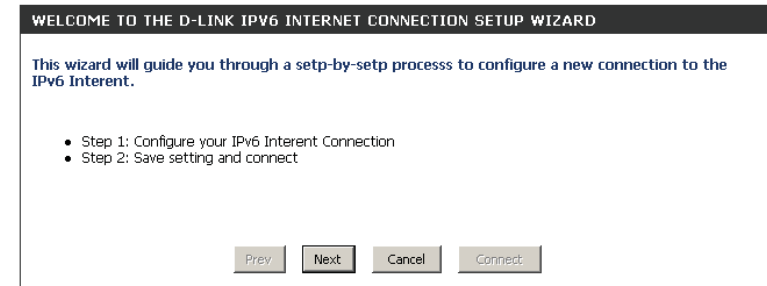 WELCOME TO THE D-LINK IPV6 INTERNET CONNECTION SETUP WIZARD
This wizard will guide you through a setp-by-setp processs to configure a new connection to the
IPv6 Interent.
• Step 1: Configure your IPv6 Interent Connection
• Step 2: Save setting and connect
Prev Next Cancel Connect